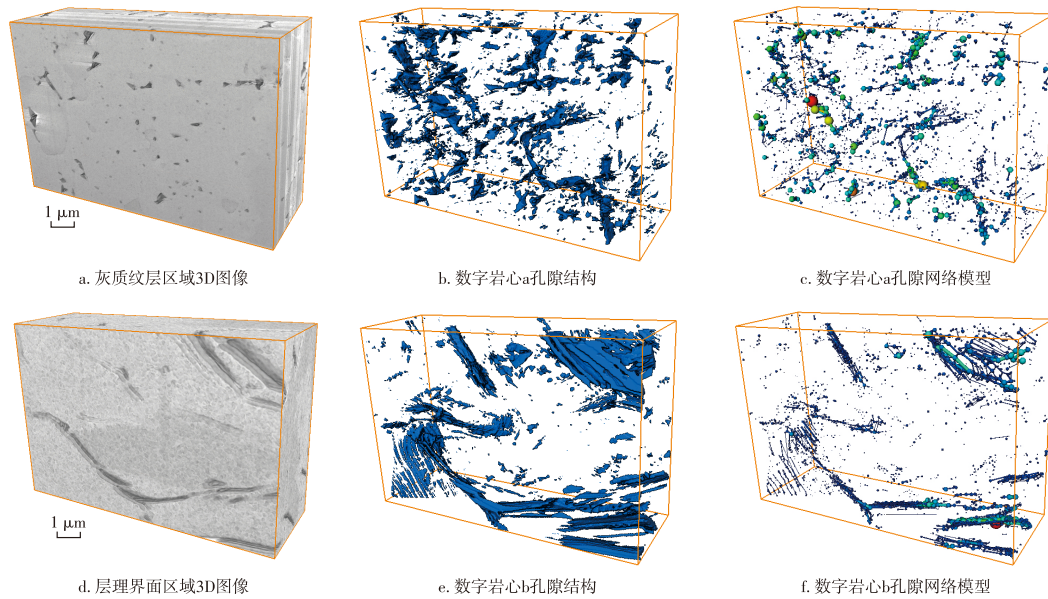 1 μm
a. 灰质纹层区域3D图像
b. 数字岩心a孔隙结构
c. 数字岩心a孔隙网络模型
1 μm
d. 层理界面区域3D图像
e. 数字岩心b孔隙结构
f. 数字岩心b孔隙网络模型